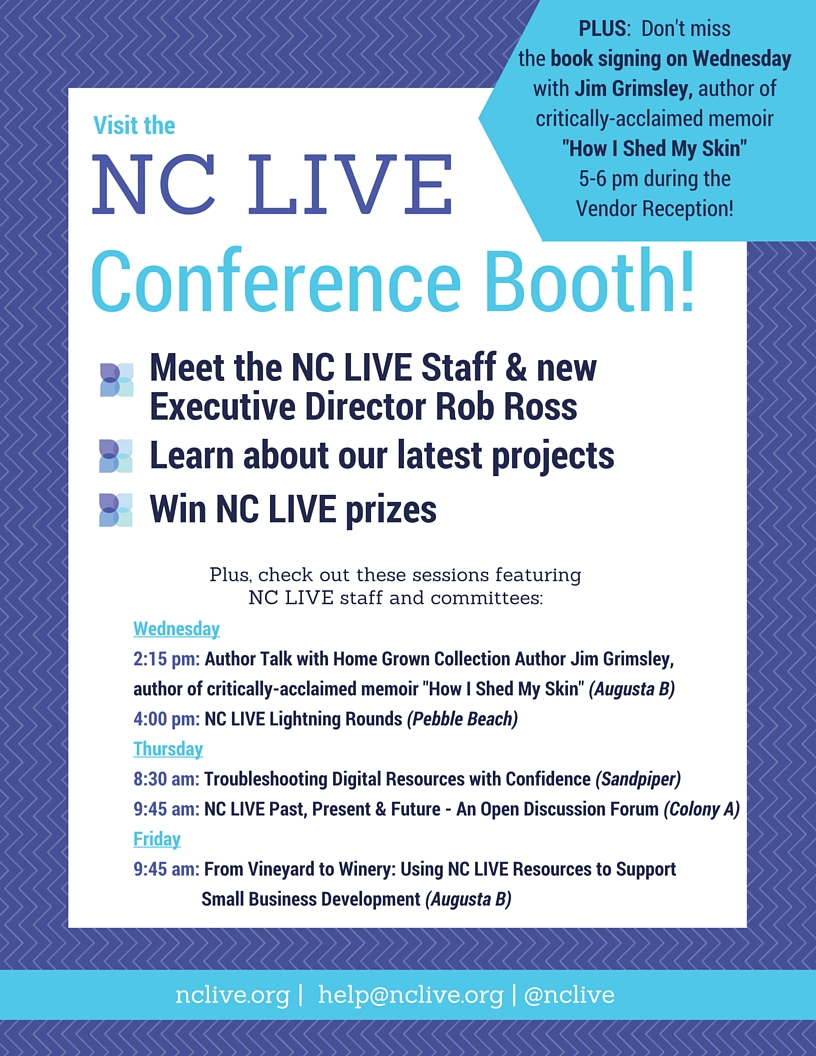 PLUS:  Don't miss
the book signing on Wednesday
with Jim Grimsley, author of
critically-acclaimed memoir
"How I Shed My Skin"
5-6 pm during the
Vendor Reception!
Visit the
NC LIVE
Conference Booth!
Meet the NC LIVE Staff & new
Executive Director Rob Ross
Learn about our latest projects
Win NC LIVE prizes
Plus, check out these sessions featuring
NC LIVE staff and committees:
Wednesday
2:15 pm: Author Talk with Home Grown Collection Author Jim Grimsley,
author of critically-acclaimed memoir "How I Shed My Skin" (Augusta B)
4:00 pm: NC LIVE Lightning Rounds (Pebble Beach)
Thursday
8:30 am: Troubleshooting Digital Resources with Confidence (Sandpiper)
9:45 am: NC LIVE Past, Present & Future - An Open Discussion Forum (Colony A)
Friday
9:45 am: From Vineyard to Winery: Using NC LIVE Resources to Support
Small Business Development (Augusta B)
nclive.org |  help@nclive.org | @nclive